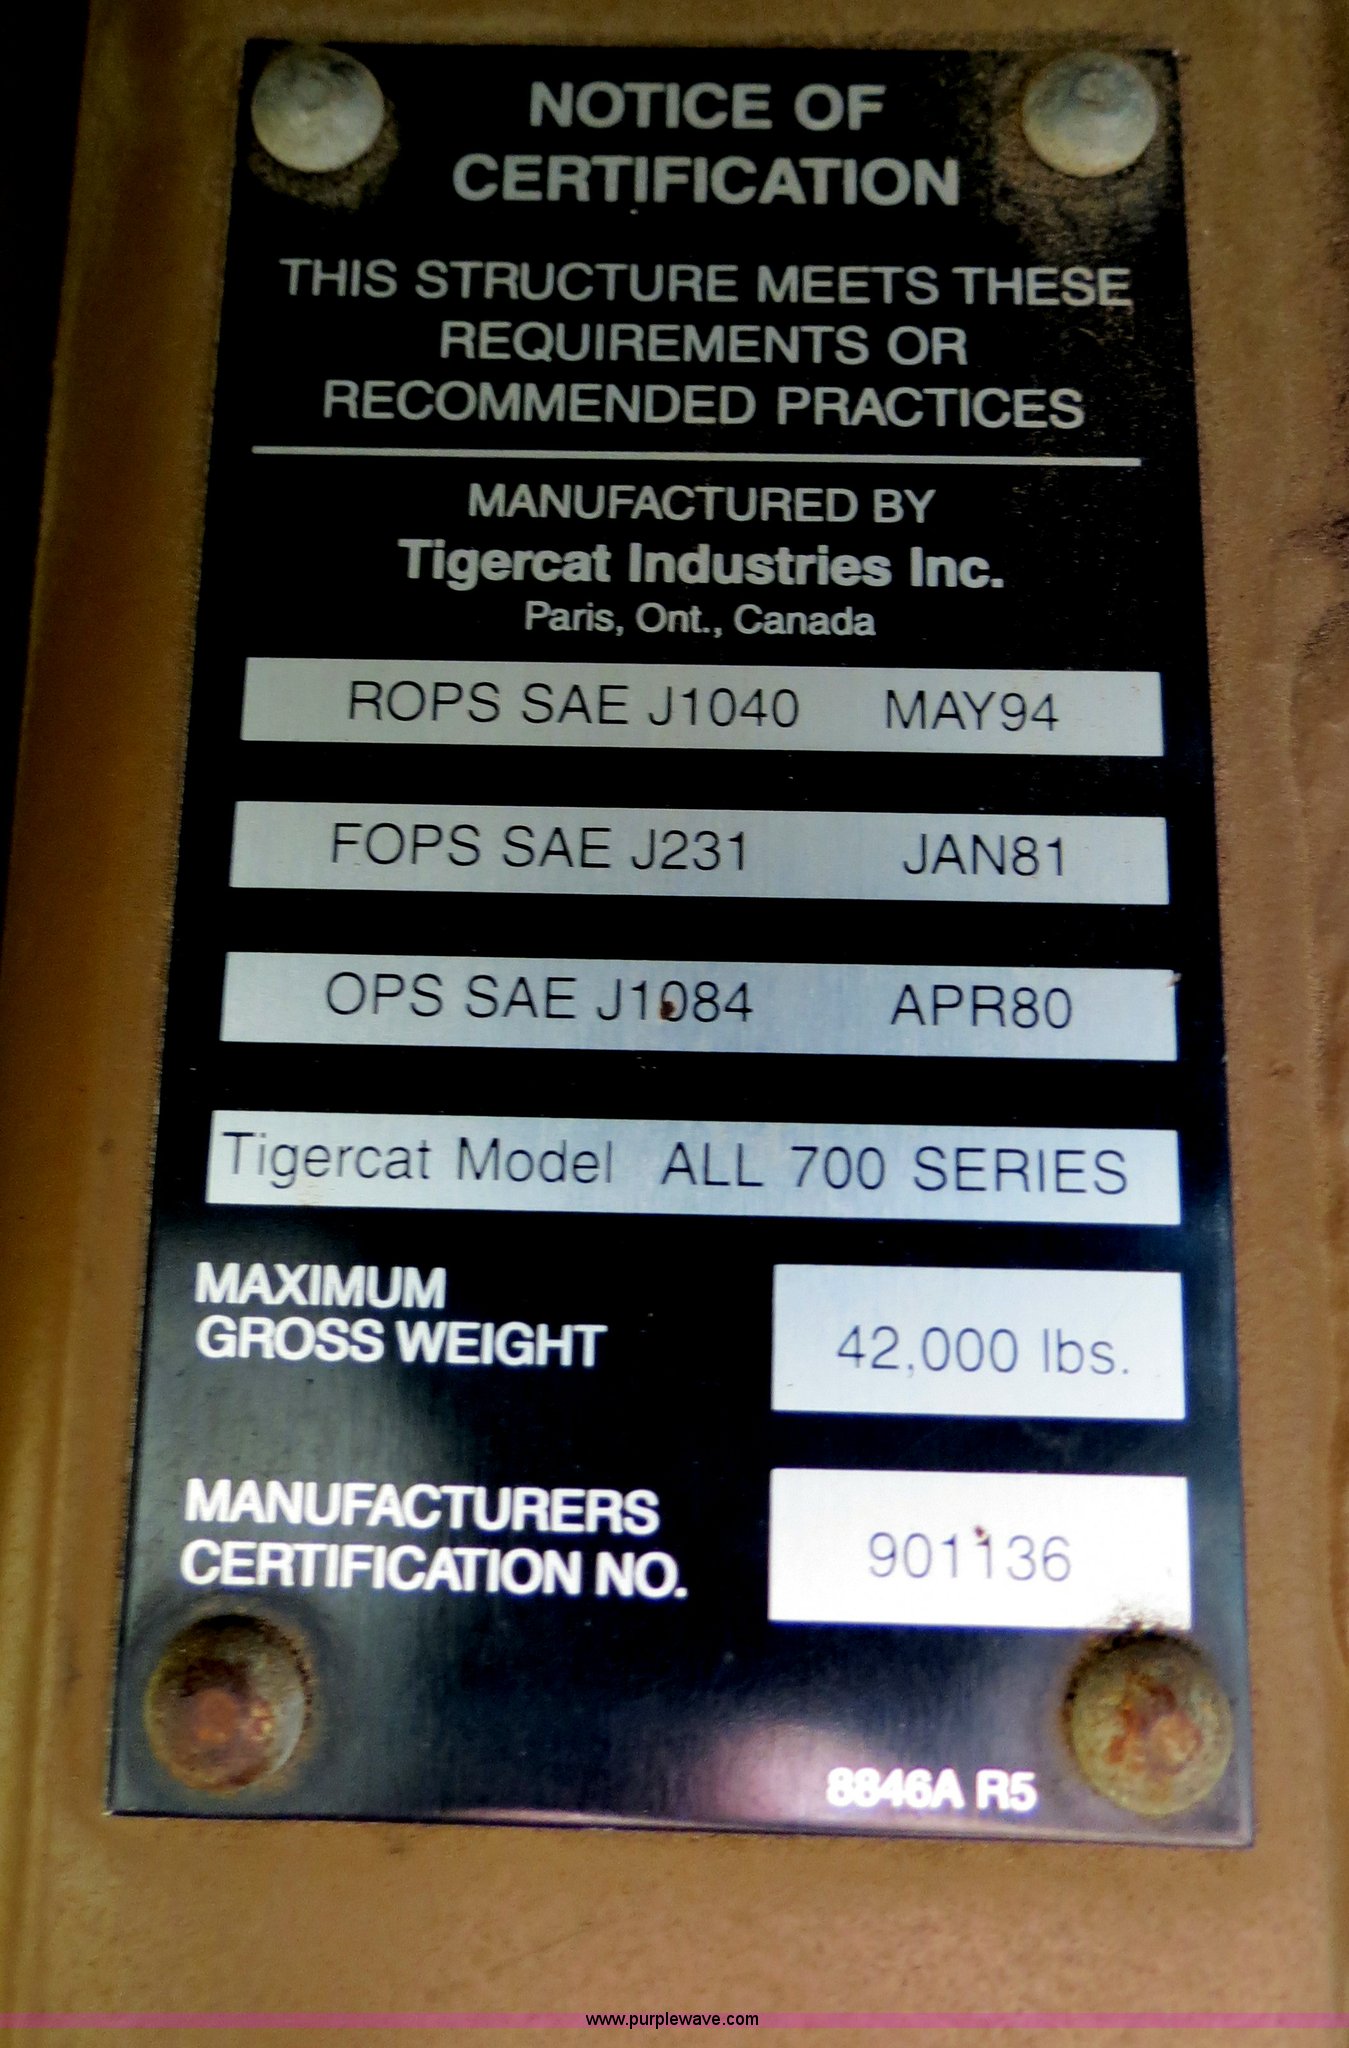 NOTICE OF
CERTIFICATION
THIS STRUCTURE MEETS THESE
REQUIREMENTS OR
RECOMMENDED PRACTICES
MANUFACTURED BY
Tigercat Industries Inc.
Paris, Ont., Canada
ROPS SAE J1040 MAY94
FOPS SAE J231 JAN81
OPS SAE J1084 APR80
Tigercat Model ALL 700 SERIES
MAXIMUM
GROSS WEIGHT
42,000 lbs.
MANUFACTURERS
CERTIFICATION NO.
901136
8846A R5
www.purplewave.com